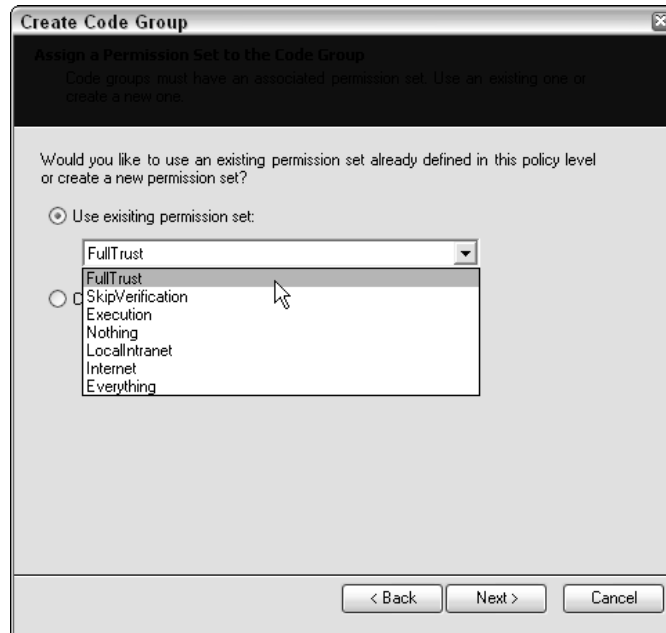 Create Code Group
Assign a Permission Set to the Code Group
Code groups must have an associated permission set. Use an existing one or
create a new one.
Would you like to use an existing permission set already defined in this policy level
or create a new permission set?
Use exisiting permission set:
FullTrust
FullTrust
SkipVerification
Execution
Nothing
LocalIntranet
Internet
Everything
< Back
Next >
Cancel